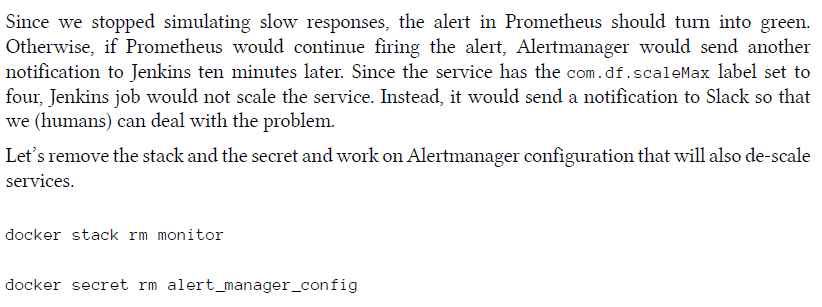 Since we stopped simulating slow responses, the alert in Prometheus should turn into green.
Otherwise, if Prometheus would continue firing the alert, Alertmanager would send another
notification to Jenkins ten minutes later. Since the service has the com.df.scaleMax label set to
four, Jenkins job would not scale the service. Instead, it would send a notification to Slack so that
we (humans) can deal with the problem.
Let’s remove the stack and the secret and work on Alertmanager configuration that will also de-scale
services.
docker stack rm monitor
docker secret rm alert_manager_config